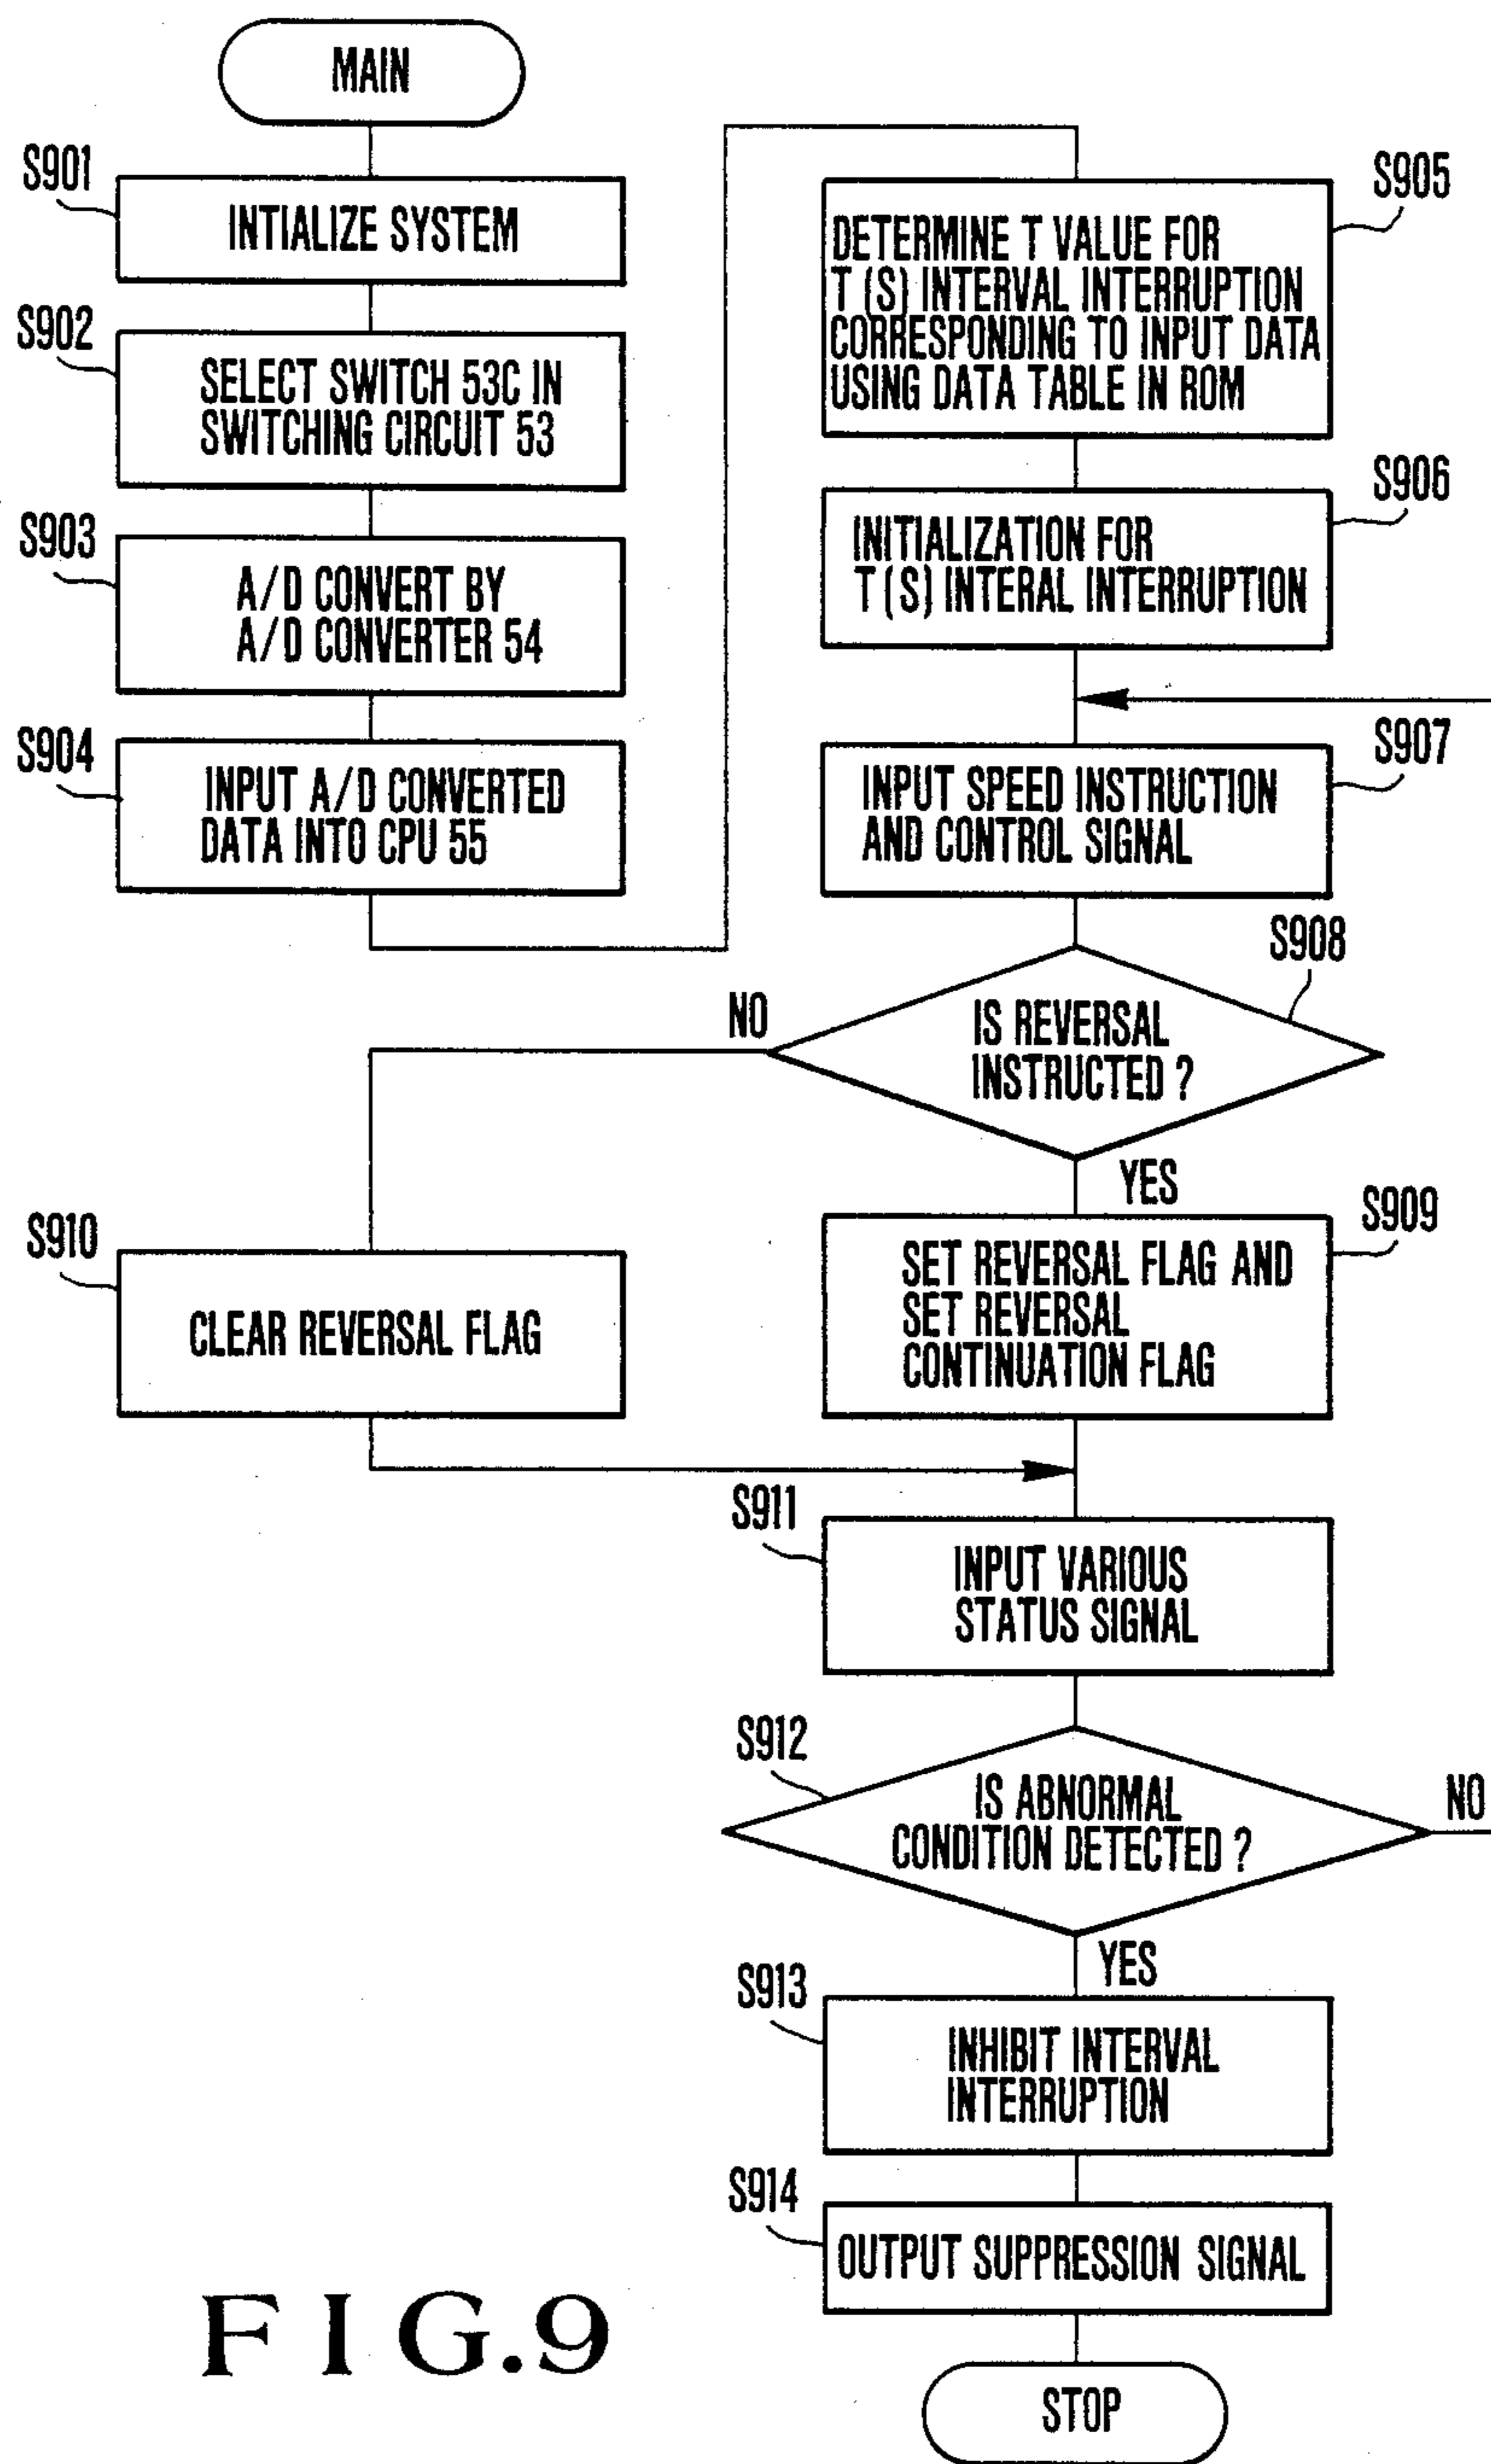 MAIN
S901
INTIALIZE SYSTEM
S902
SELECT SWITCH 53C IN
SWITCHING CIRCUIT 53
S903
A/D CONVERT BY
A/D CONVERTER 54
S904
INPUT A/D CONVERTED
DATA INTO CPU 55
S905
DETERMINE T VALUE FOR
T (S) INTERVAL INTERRUPTION
CORRESPONDING TO INPUT DATA
USING DATA TABLE IN ROM
S906
INITIALIZATION FOR
T (S) INTERAL INTERRUPTION
S907
INPUT SPEED INSTRUCTION
AND CONTROL SIGNAL
S908
IS REVERSAL
INSTRUCTED ?
NO
YES
S909
SET REVERSAL FLAG AND
SET REVERSAL
CONTINUATION FLAG
S910
CLEAR REVERSAL FLAG
S911
INPUT VARIOUS
STATUS SIGNAL
S912
IS ABNORMAL
CONDITION DETECTED ?
NO
YES
S913
INHIBIT INTERVAL
INTERRUPTION
S914
OUTPUT SUPPRESSION SIGNAL
STOP
FIG.9